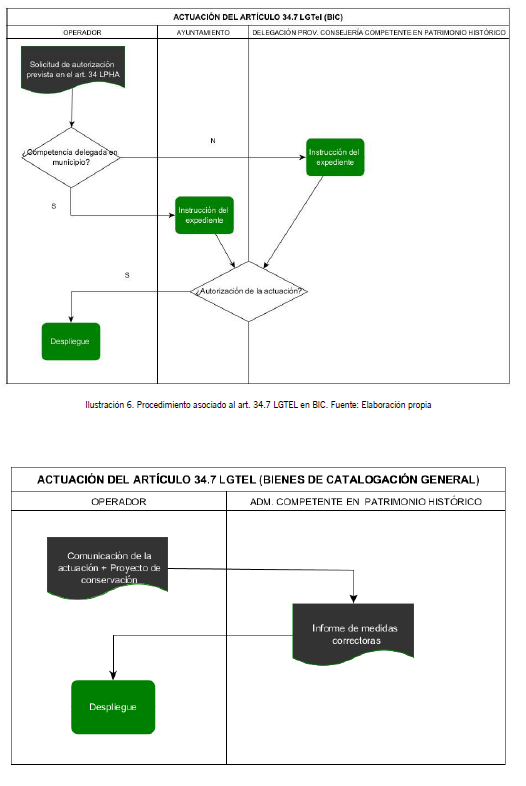 ACTUACIÓN DEL ARTÍCULO 34.7 LGTel (BIC)
OPERADOR
AYUNTAMIENTO
DELEGACIÓN PROV. CONSEJERÍA COMPETENTE EN PATRIMONIO HISTÓRICO
Solicitud de autorización
prevista en el art. 34 LPHA
¿Competencia delegada en
municipio?
N
Instrucción del
expediente
S
Instrucción del
expediente
S
¿Autorización de la actuación?
Despliegue
Ilustración 6. Procedimiento asociado al art. 34.7 LGTEL en BIC. Fuente: Elaboración propia
ACTUACIÓN DEL ARTÍCULO 34.7 LGTEL (BIENES DE CATALOGACIÓN GENERAL)
OPERADOR
ADM. COMPETENTE EN PATRIMONIO HISTÓRICO
Comunicación de la
actuación + Proyecto de
conservación
Informe de medidas
correctoras
Despliegue